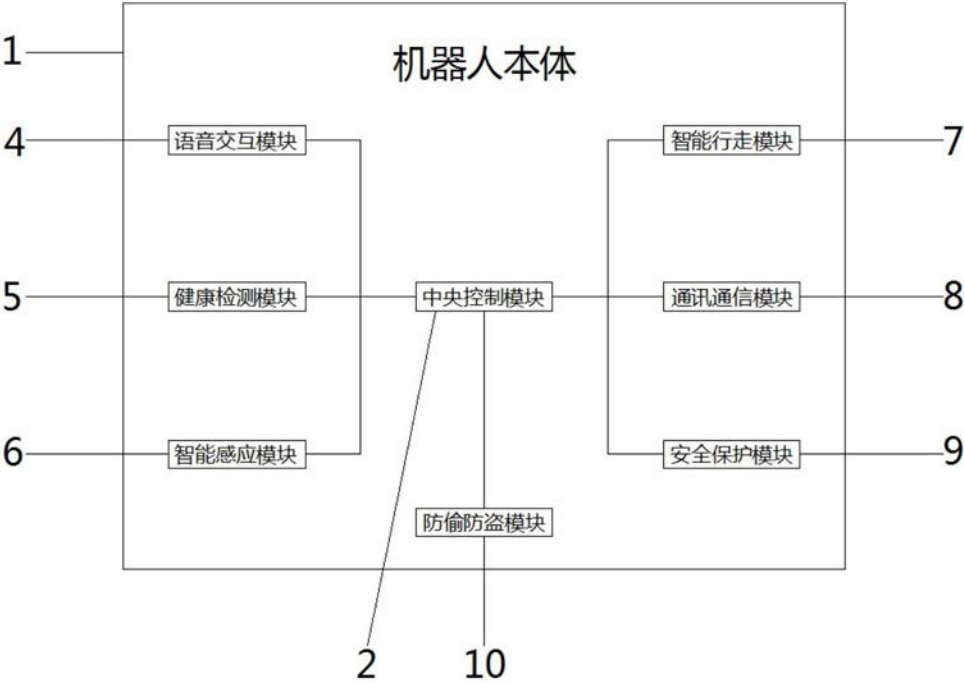 机器人本体
1
4
语音交互模块
智能行走模块
7
5
健康检测模块
中央控制模块
通讯通信模块
8
6
智能感应模块
安全保护模块
9
防偷防盗模块
2
10